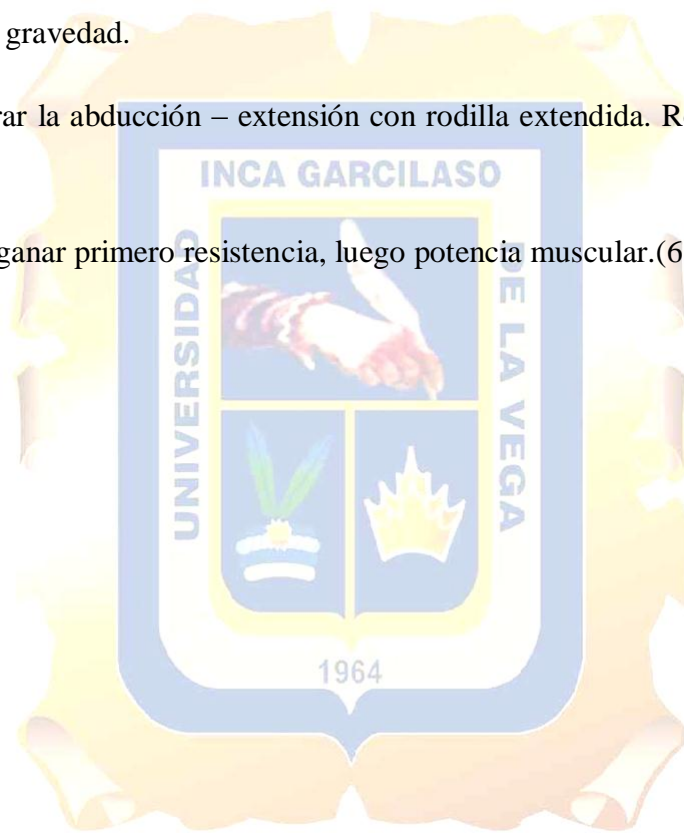 gravedad.
rar la abducción – extensión con rodilla extendida.
ganar primero resistencia, luego potencia muscular.(6
INCA GARCILASO
UNIVERSIDAD
DE LA VEGA
1964